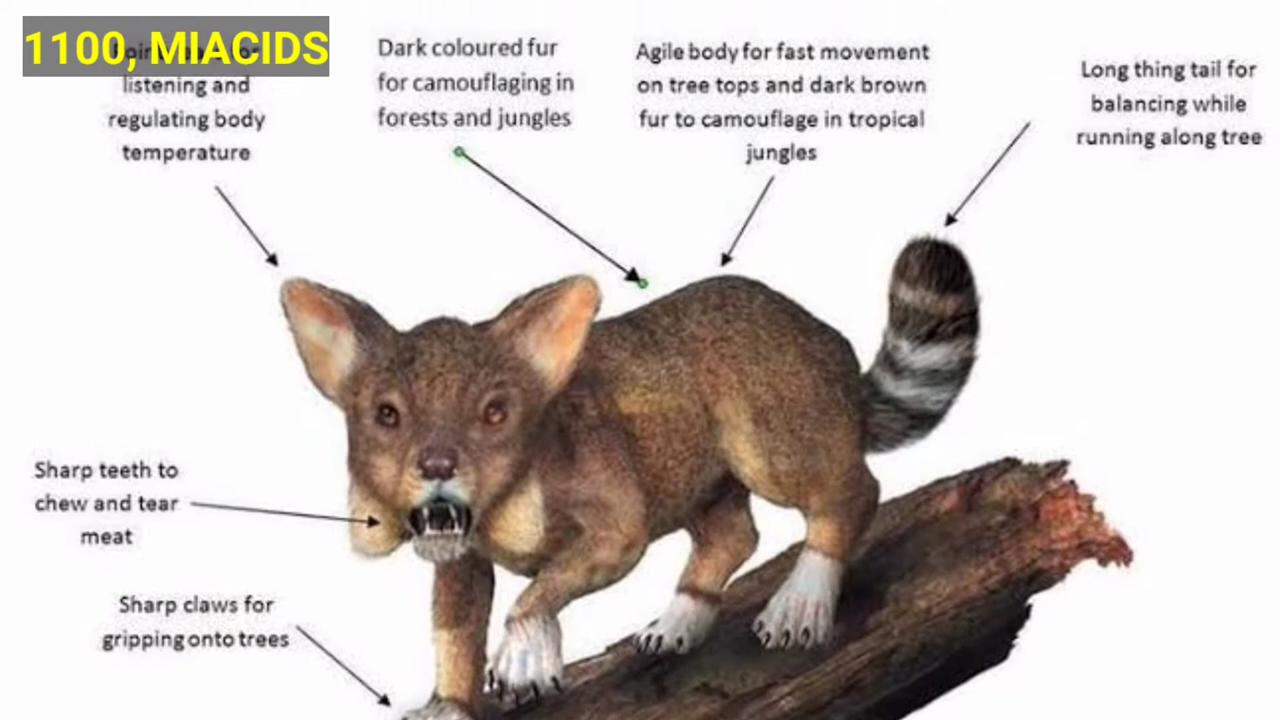 1100, MIACIDS
listening and
regulating body
temperature
Dark coloured fur
for camouflaging in
forests and jungles
Agile body for fast movement
on tree tops and dark brown
fur to camouflage in tropical
jungles
Long thing tail for
balancing while
running along tree
Sharp teeth to
chew and tear
meat
Sharp claws for
gripping onto trees